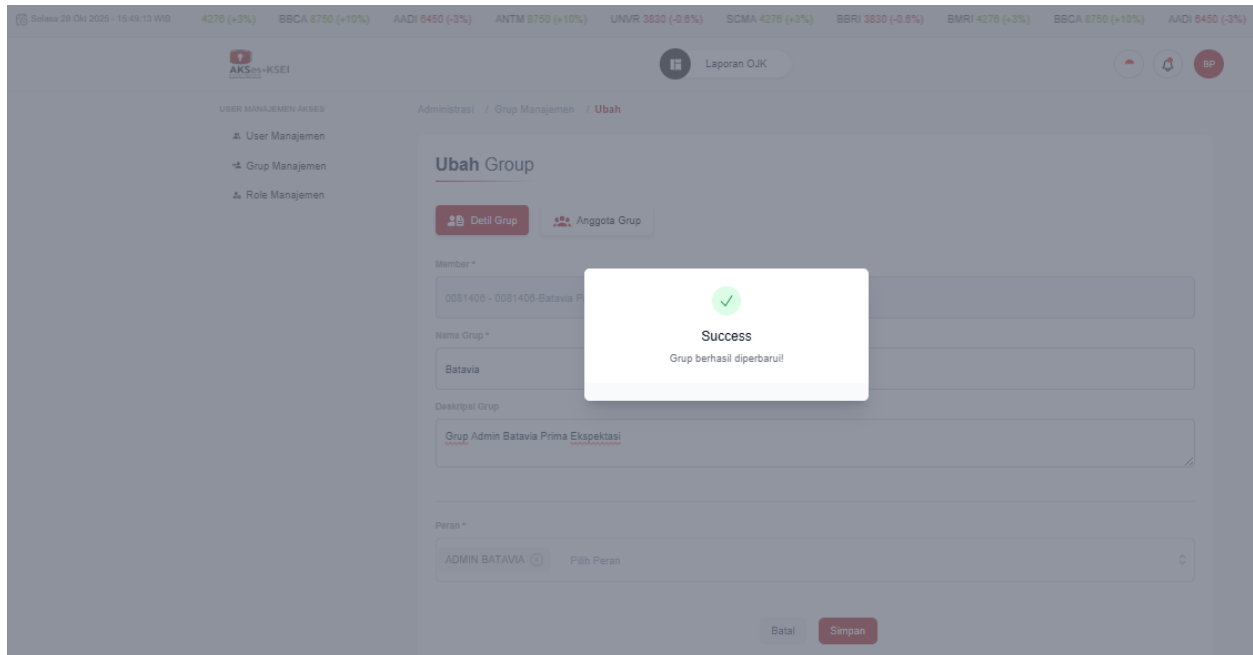 Selasa 28 Okt 2025 - 15:49:13 WIB 4276 (+3%) BBCA 8750 (+10%) AADI 6450 (-3%) ANTM 8750 (+10%) UNVR 3830 (-0.6%) SCMA 4276 (+3%) BBRI 3830 (-0.6%) BMRI 4276 (+3%) BBCA 8750 (+10%) AADI 6450 (-3%)
AKSes-KSEI
Laporan OJK
BP
USER MANAJEMEN AKSES
Administrasi / Grup Manajemen / Ubah
User Manajemen
Grup Manajemen
Role Manajemen
Ubah Group
Detil Grup
Anggota Grup
Member *
0081406 - 0081406-Batavia P
Success
Grup berhasil diperbarui!
Nama Grup *
Batavia
Deskripsi Grup
Grup Admin Batavia Prima Ekspektasi
Peran *
ADMIN BATAVIA
Pilih Peran
Batal
Simpan